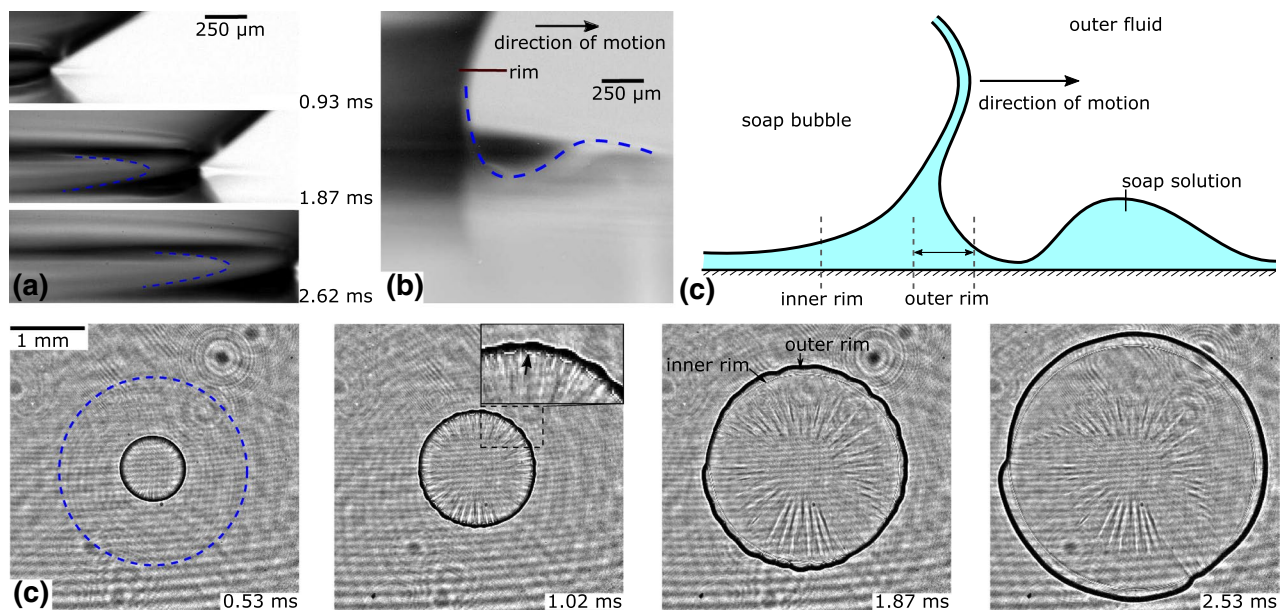 250 µm
0.93 ms
1.87 ms
(a)
2.62 ms
direction of motion
rim
250 µm
(b)
outer fluid
direction of motion
soap bubble
soap solution
(c)
inner rim
outer rim
1 mm
(c)
0.53 ms
1.02 ms
outer rim
inner rim
1.87 ms
2.53 ms